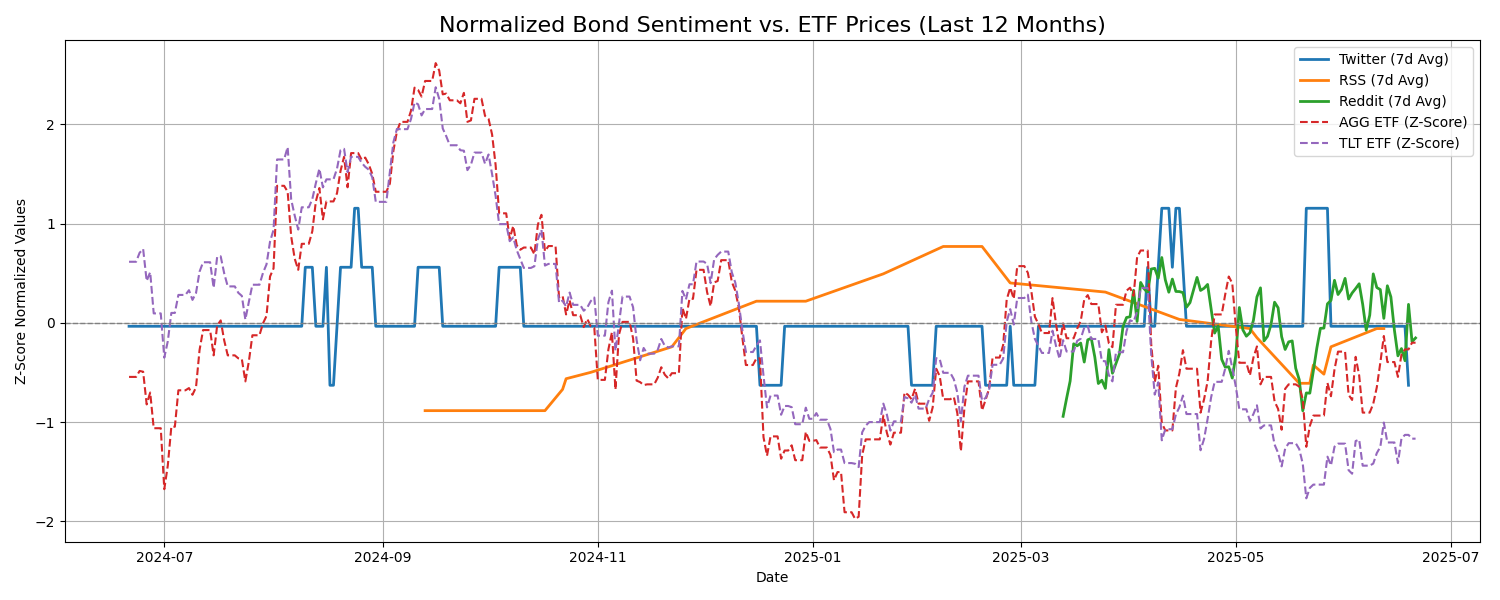 Normalized Bond Sentiment vs. ETF Prices (Last 12 Months)
Twitter (7d Avg)
RSS (7d Avg)
Reddit (7d Avg)
AGG ETF (Z-Score)
TLT ETF (Z-Score)
Z-Score Normalized Values
2
1
0
−1
−2
2024-07
2024-09
2024-11
2025-01
2025-03
2025-05
2025-07
Date